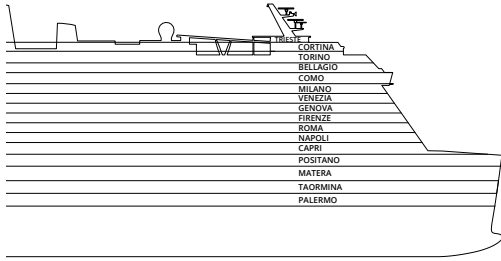 TRIESTE
CORTINA
TORINO
BELLAGIO
COMO
MILANO
VENEZIA
GENOVA
FIRENZE
ROMA
NAPOLI
CAPRI
POSITANO
MATERA
TAORMINA
PALERMO